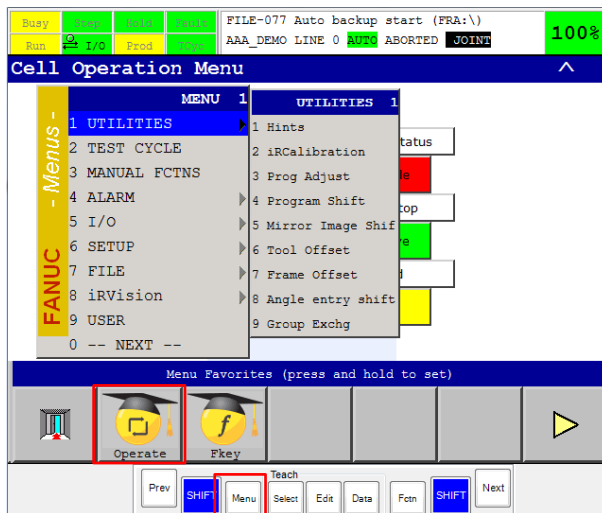 Busy Step Hold Fault FILE-077 Auto backup start (FRA:\)
Run I/O Prod TCyc AAA_DEMO LINE 0 AUTO ABORTED JOINT
100%
Cell Operation Menu
- Menus -
FANUC
MENU 1
1 UTILITIES
2 TEST CYCLE
3 MANUAL FCTNS
4 ALARM
5 I/O
6 SETUP
7 FILE
8 iRVision
9 USER
0 -- NEXT --
UTILITIES 1
1 Hints
2 iRCalibration
3 Prog Adjust
4 Program Shift
5 Mirror Image Shif
6 Tool Offset
7 Frame Offset
8 Angle entry shift
9 Group Exchg
tatus
le
top
ve
d
Menu Favorites (press and hold to set)
Operate Fkey
Teach
Prev SHIFT Menu Select Edit Data Fctn SHIFT Next